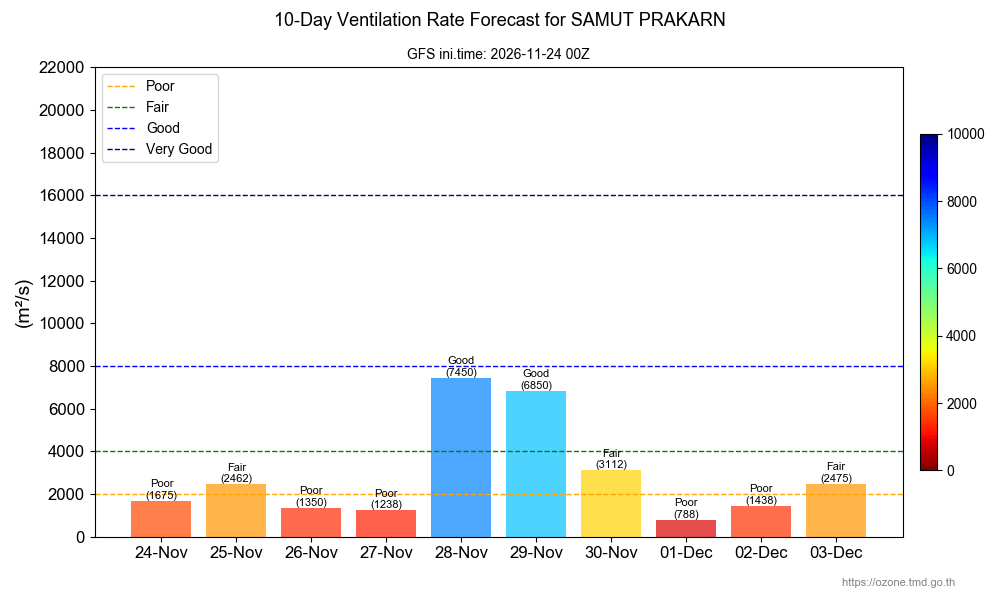 10-Day Ventilation Rate Forecast for SAMUT PRAKARN
GFS ini.time: 2026-11-24 00Z
22000
20000
18000
16000
14000
12000
10000
8000
6000
4000
2000
0
(m²/s)
Poor
Fair
Good
Very Good
Poor
(1675)
Fair
(2462)
Poor
(1350)
Poor
(1238)
Good
(7450)
Good
(6850)
Fair
(3112)
Poor
(788)
Poor
(1438)
Fair
(2475)
24-Nov 25-Nov 26-Nov 27-Nov 28-Nov 29-Nov 30-Nov 01-Dec 02-Dec 03-Dec
10000
8000
6000
4000
2000
0
https://ozone.tmd.go.th